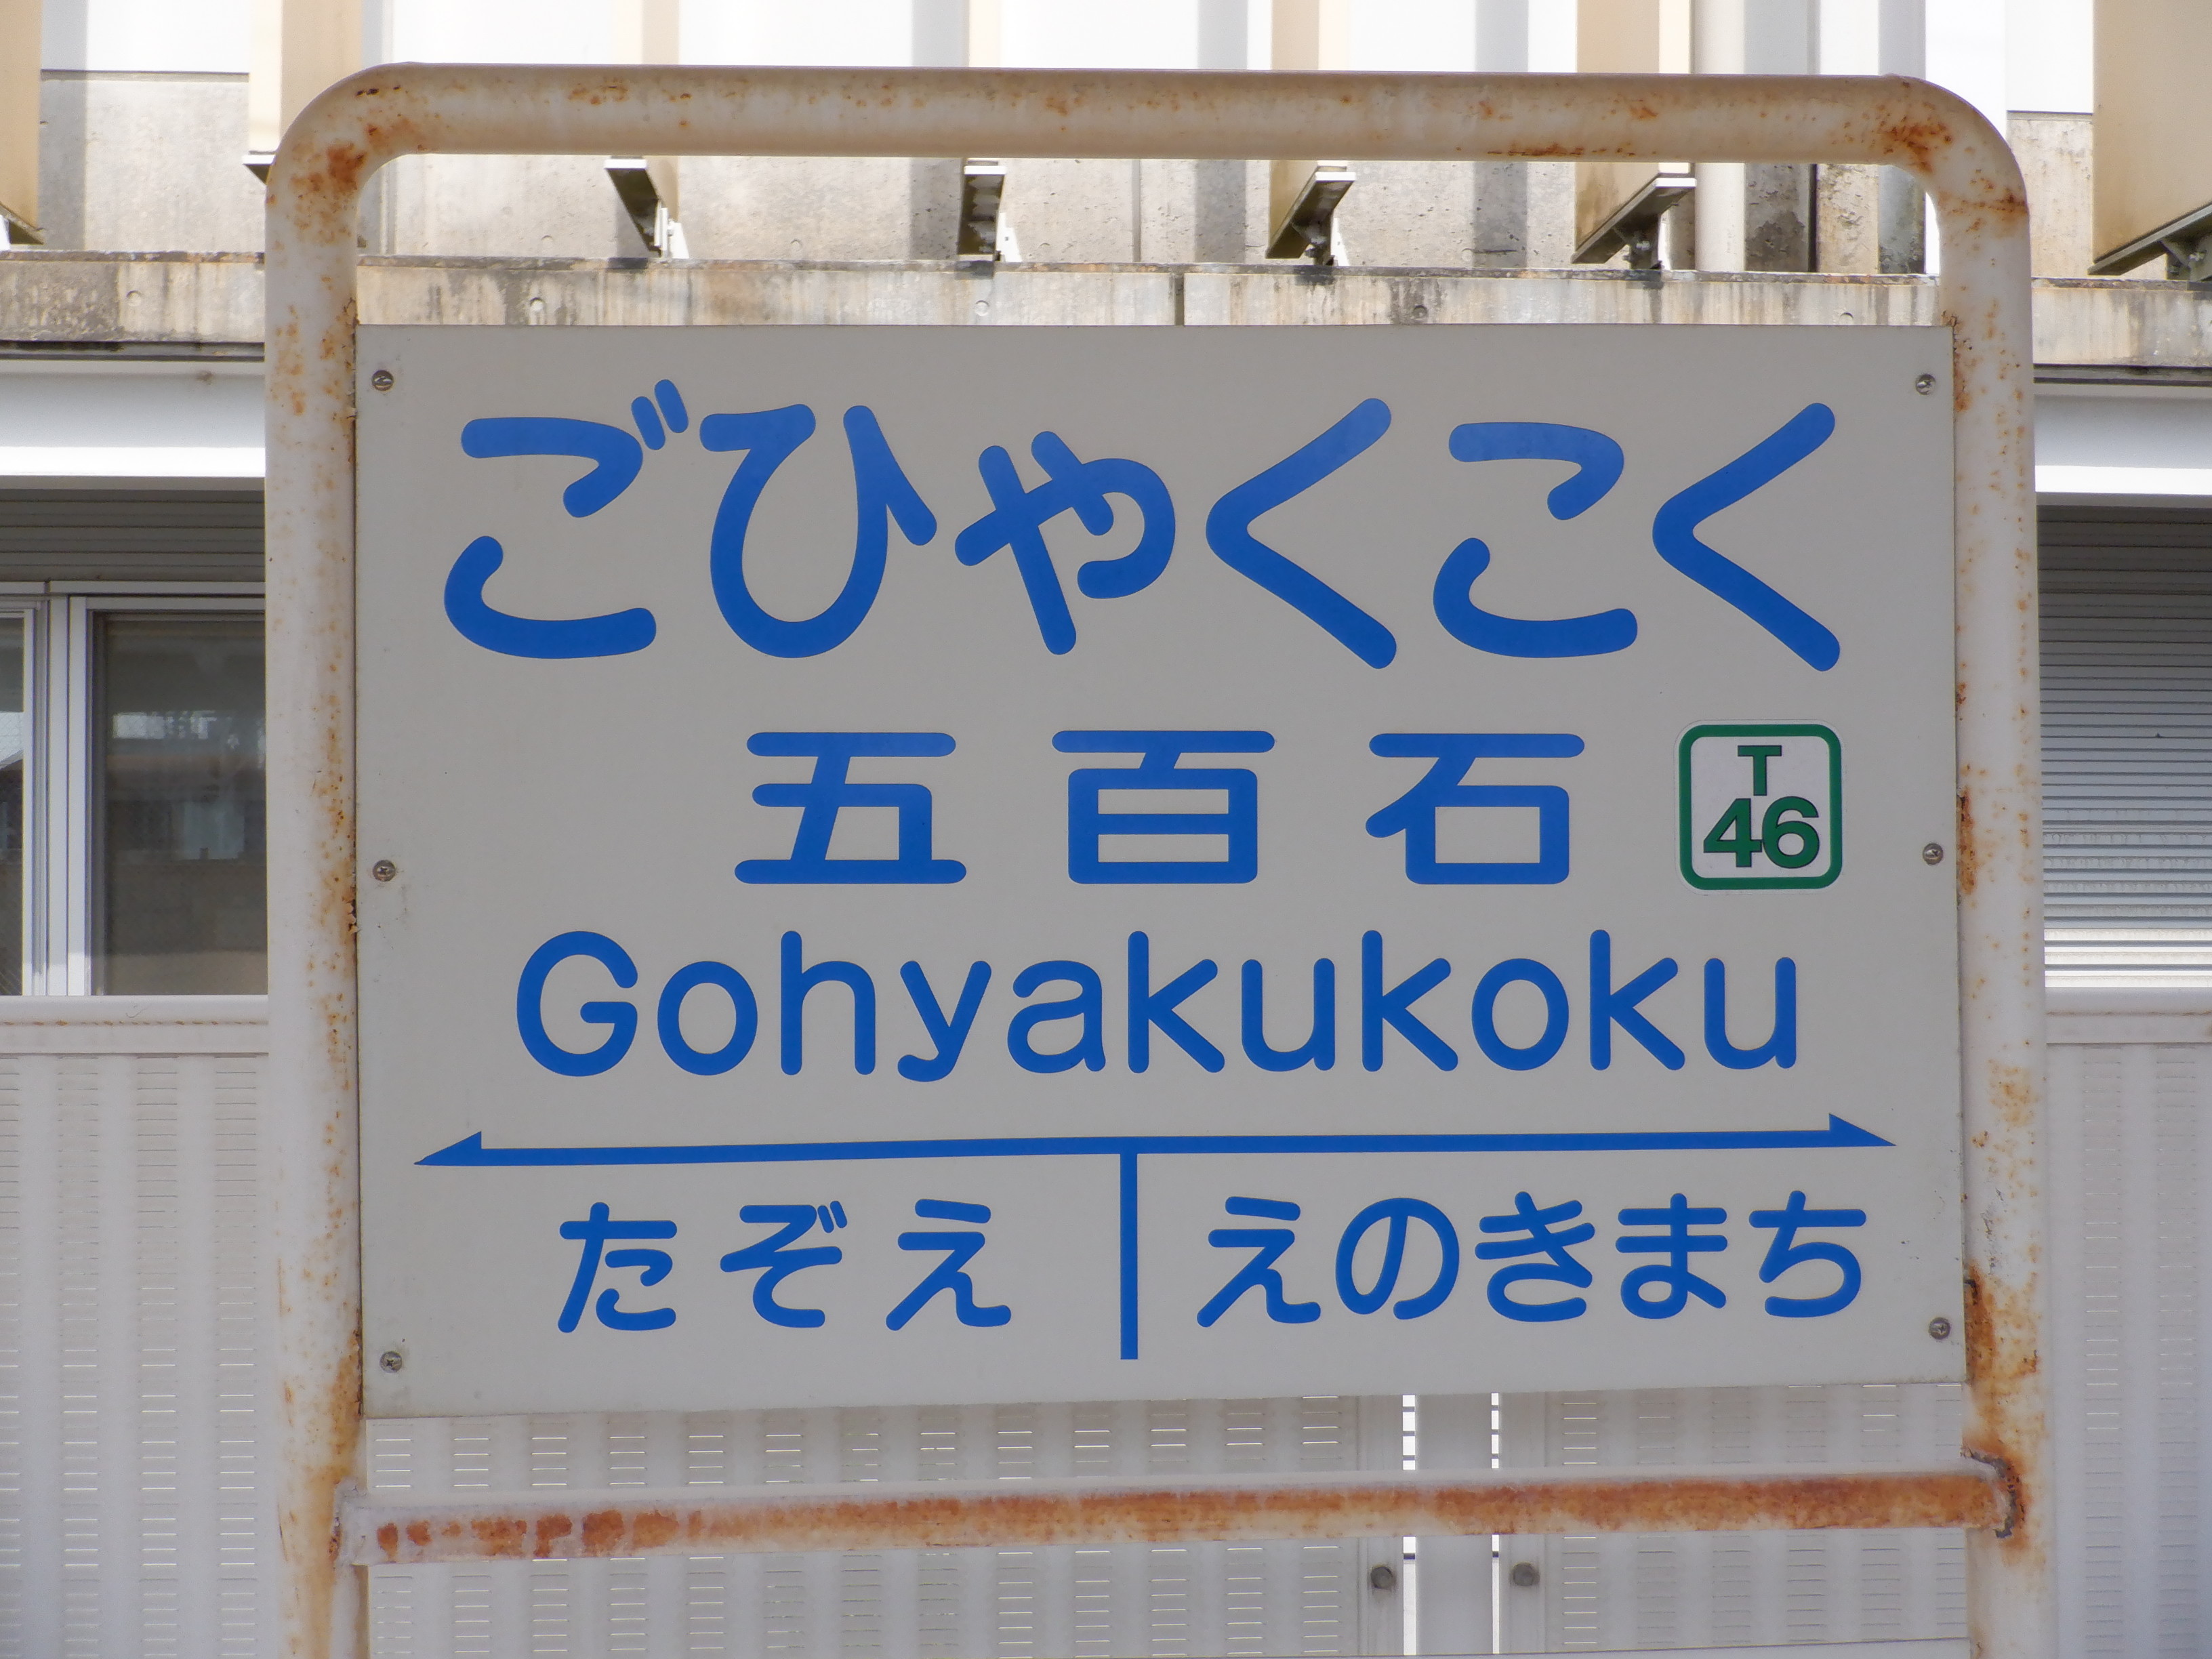 ごひゃくこく
五百石
T
46
Gohyakukoku
たぞえ
えのきまち